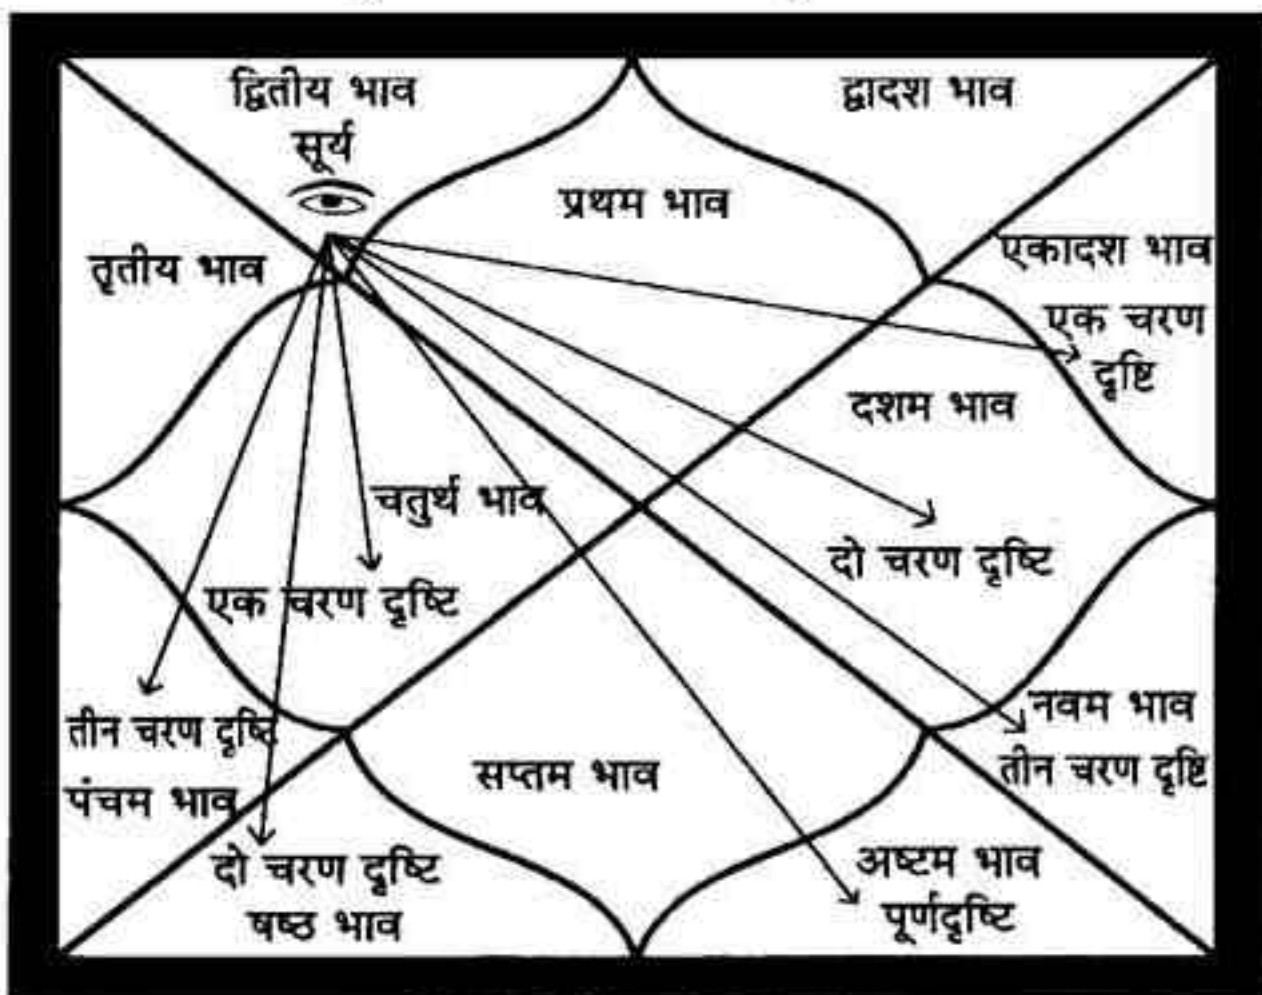 द्वितीय भाव
सूर्य
द्वादश भाव
प्रथम भाव
तृतीय भाव
एकादश भाव
एक चरण
दृष्टि
दशम भाव
चतुर्थ भाव
एक चरण दृष्टि
दो चरण दृष्टि
तीन चरण दृष्टि
पंचम भाव
सप्तम भाव
नवम भाव
तीन चरण दृष्टि
दो चरण दृष्टि
षष्ठ भाव
अष्टम भाव
पूर्णदृष्टि